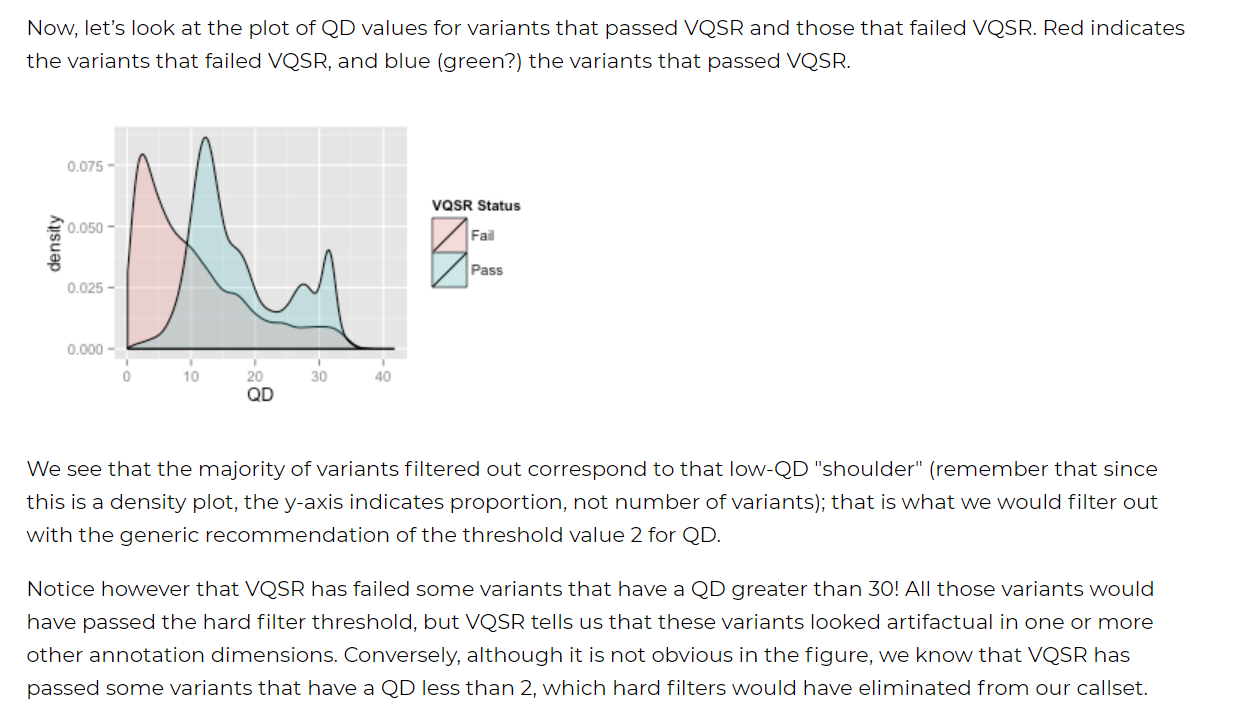 Now, let’s look at the plot of QD values for variants that passed VQSR and those that failed VQSR. Red indicates
the variants that failed VQSR, and blue (green?) the variants that passed VQSR.
0.075
0.050
0.025
0.000
density
0 10 20 30 40
QD
VQSR Status
Fail
Pass
We see that the majority of variants filtered out correspond to that low-QD "shoulder" (remember that since
this is a density plot, the y-axis indicates proportion, not number of variants); that is what we would filter out
with the generic recommendation of the threshold value 2 for QD.
Notice however that VQSR has failed some variants that have a QD greater than 30! All those variants would
have passed the hard filter threshold, but VQSR tells us that these variants looked artifactual in one or more
other annotation dimensions. Conversely, although it is not obvious in the figure, we know that VQSR has
passed some variants that have a QD less than 2, which hard filters would have eliminated from our callset.